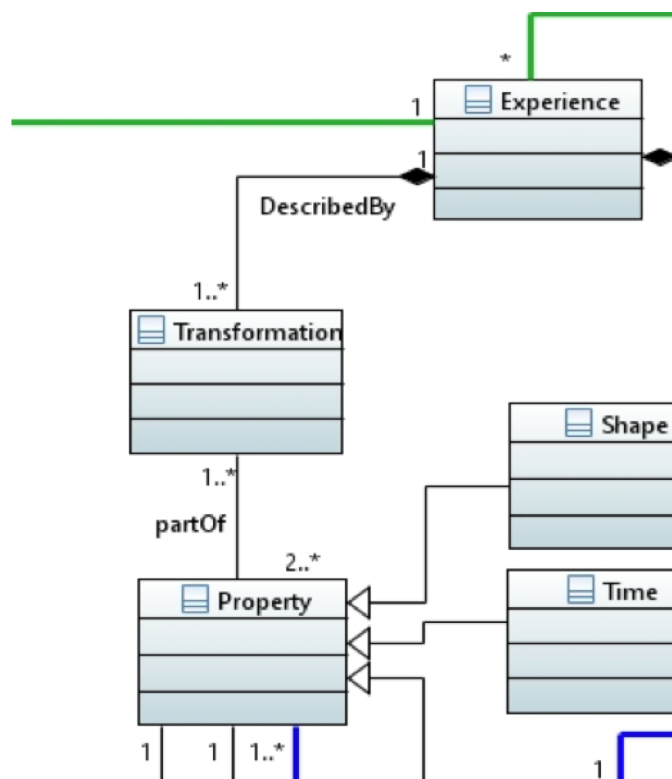 *
1
Experience
1
DescribedBy
1..*
Transformation
Shape
1..*
partOf
2..*
Time
Property
1
1
1..*
1